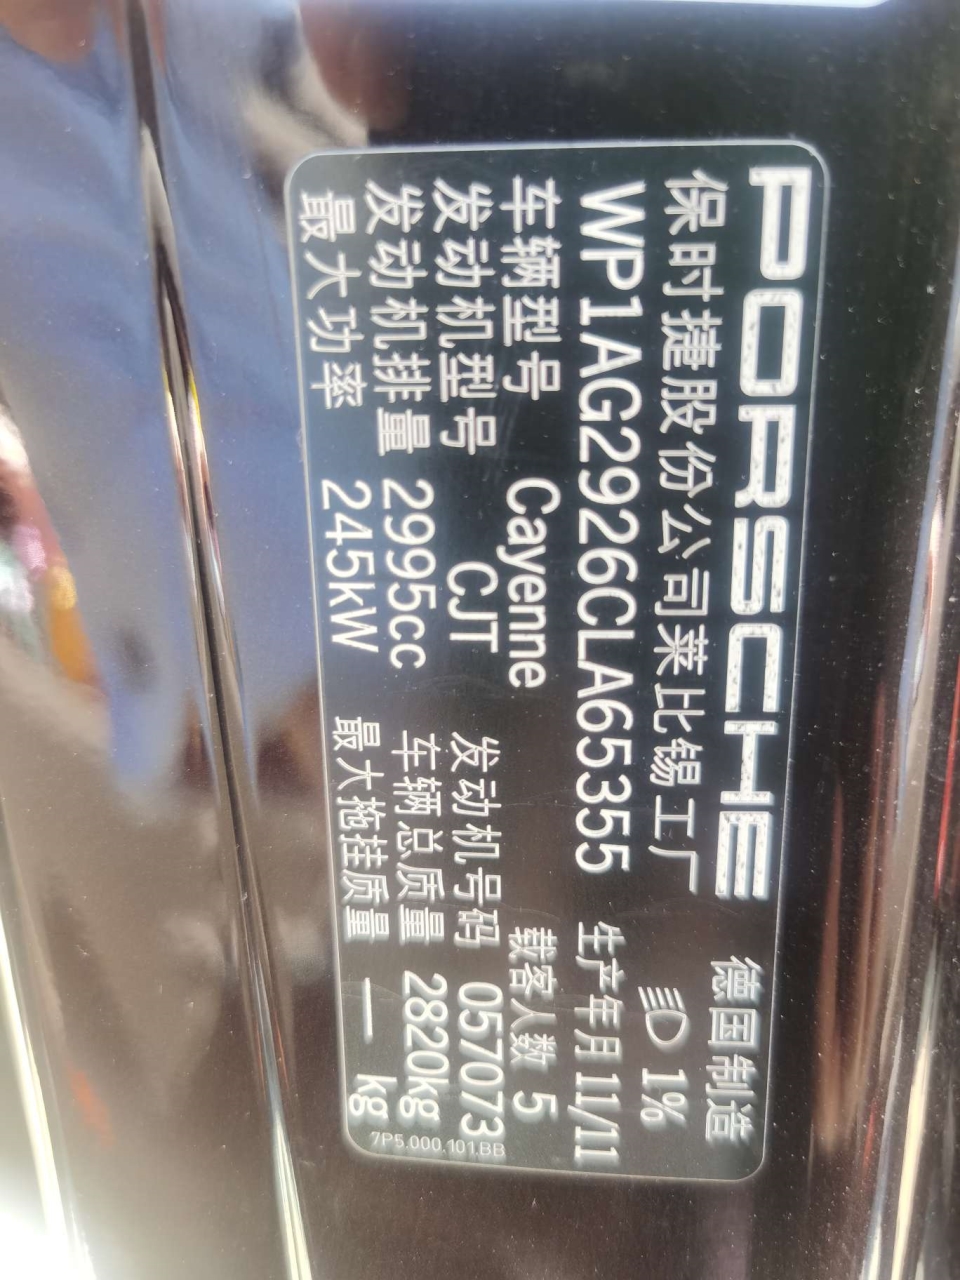 PORSCHE 德国制造
保时捷股份公司莱比锡工厂 1%
WP1AG2926CLA65355 生产年月 11/11
车辆型号 Cayenne 载客人数 5
发动机型号 CJT 发动机号码 057073
发动机排量 2995cc 车辆总质量 2820kg
最大功率 245kW 最大拖挂质量 — kg
7P5.000.101.BB